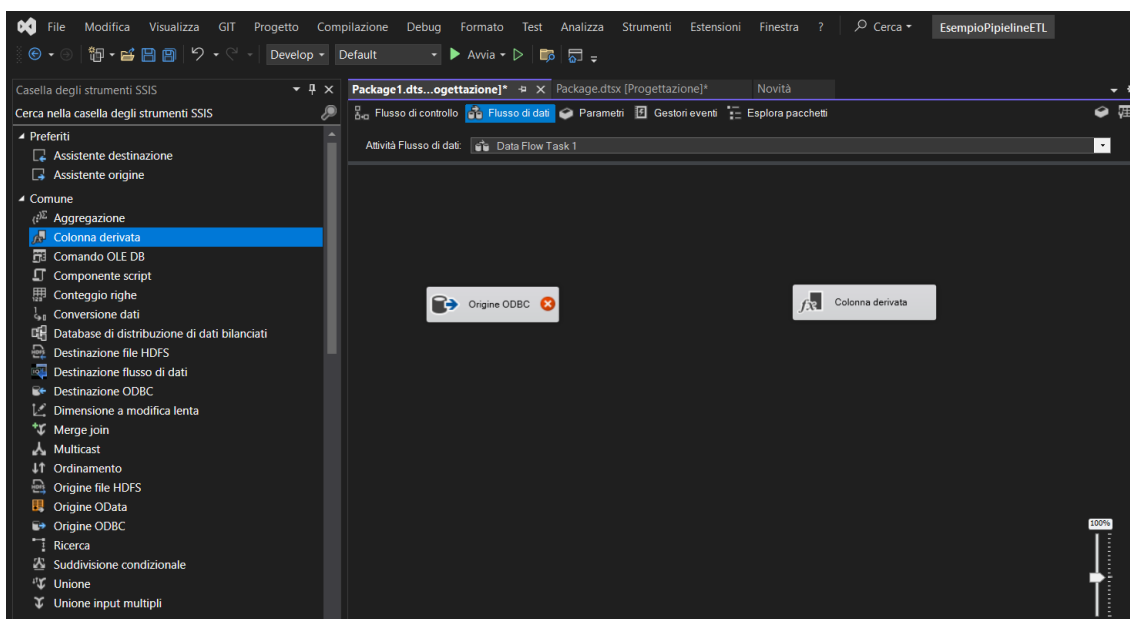 File Modifica Visualizza GIT Progetto Compilazione Debug Formato Test Analizza Strumenti Estensioni Finestra ? Cerca EsempioPipielineETL
Develop Default Avvia
Casella degli strumenti SSIS
Package1.dts...ogettazione]* Package.dtsx [Progettazione]* Novità
Cerca nella casella degli strumenti SSIS
Flusso di controllo Flusso di dati Parametri Gestori eventi Esplora pacchetti
Preferiti
Attività Flusso di dati: Data Flow Task 1
Assistente destinazione
Assistente origine
Comune
Aggregazione
Colonna derivata
Comando OLE DB
Componente script
Conteggio righe
Conversione dati
Database di distribuzione di dati bilanciati
Destinazione file HDFS
Destinazione flusso di dati
Destinazione ODBC
Dimensione a modifica lenta
Merge join
Multicast
Ordinamento
Origine file HDFS
Origine OData
Origine ODBC
Ricerca
Suddivisione condizionale
Unione
Unione input multipli
Origine ODBC
Colonna derivata
100%